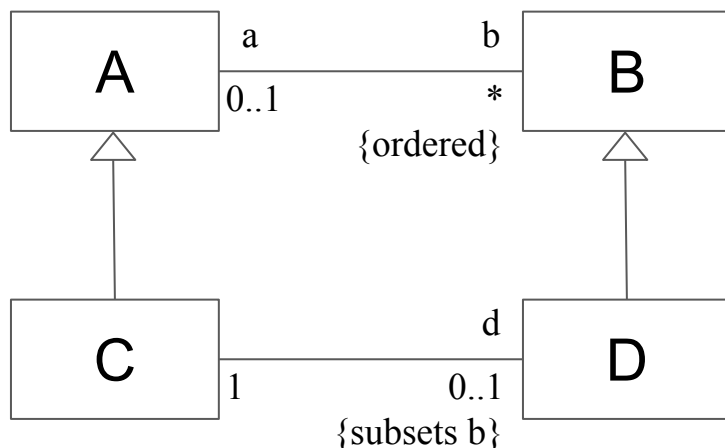 a b
A B
0..1 *
{ordered}
d
C D
1 0..1
{subsets b}